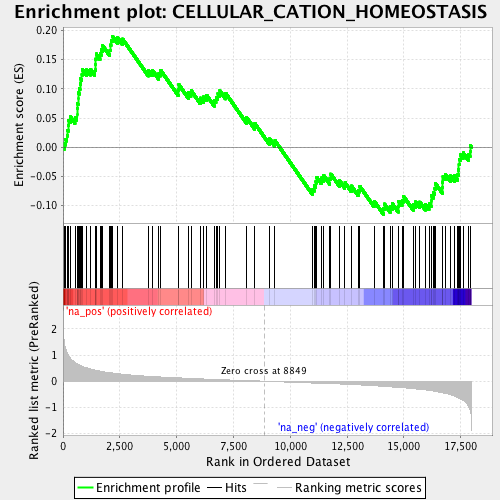 Enrichment plot: CELLULAR_CATION_HOMEOSTASIS
Enrichment score (ES)
0.20
0.15
0.10
0.05
0.00
-0.05
-0.10
'na_pos' (positively correlated)
Ranked list metric (PreRanked)
2
1
0
-1
-2
Zero cross at 8849
'na_neg' (negatively correlated)
0
2,500
5,000
7,500
10,000
12,500
15,000
17,500
Rank in Ordered Dataset
Enrichment profile
Hits
Ranking metric scores